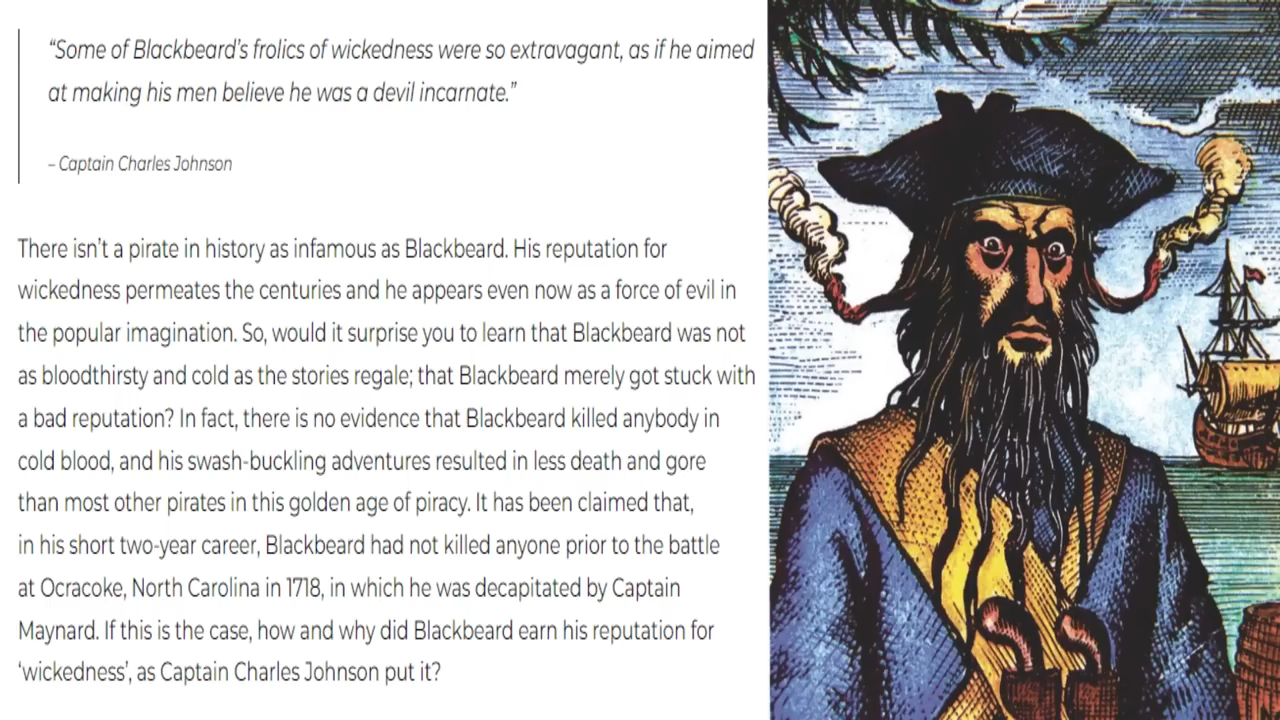 “Some of Blackbeard’s frolics of wickedness were so extravagant, as if he aimed
at making his men believe he was a devil incarnate.”
– Captain Charles Johnson
There isn’t a pirate in history as infamous as Blackbeard. His reputation for
wickedness permeates the centuries and he appears even now as a force of evil in
the popular imagination. So, would it surprise you to learn that Blackbeard was not
as bloodthirsty and cold as the stories regale; that Blackbeard merely got stuck with
a bad reputation? In fact, there is no evidence that Blackbeard killed anybody in
cold blood, and his swash-buckling adventures resulted in less death and gore
than most other pirates in this golden age of piracy. It has been claimed that,
in his short two-year career, Blackbeard had not killed anyone prior to the battle
at Ocracoke, North Carolina in 1718, in which he was decapitated by Captain
Maynard. If this is the case, how and why did Blackbeard earn his reputation for
‘wickedness’, as Captain Charles Johnson put it?